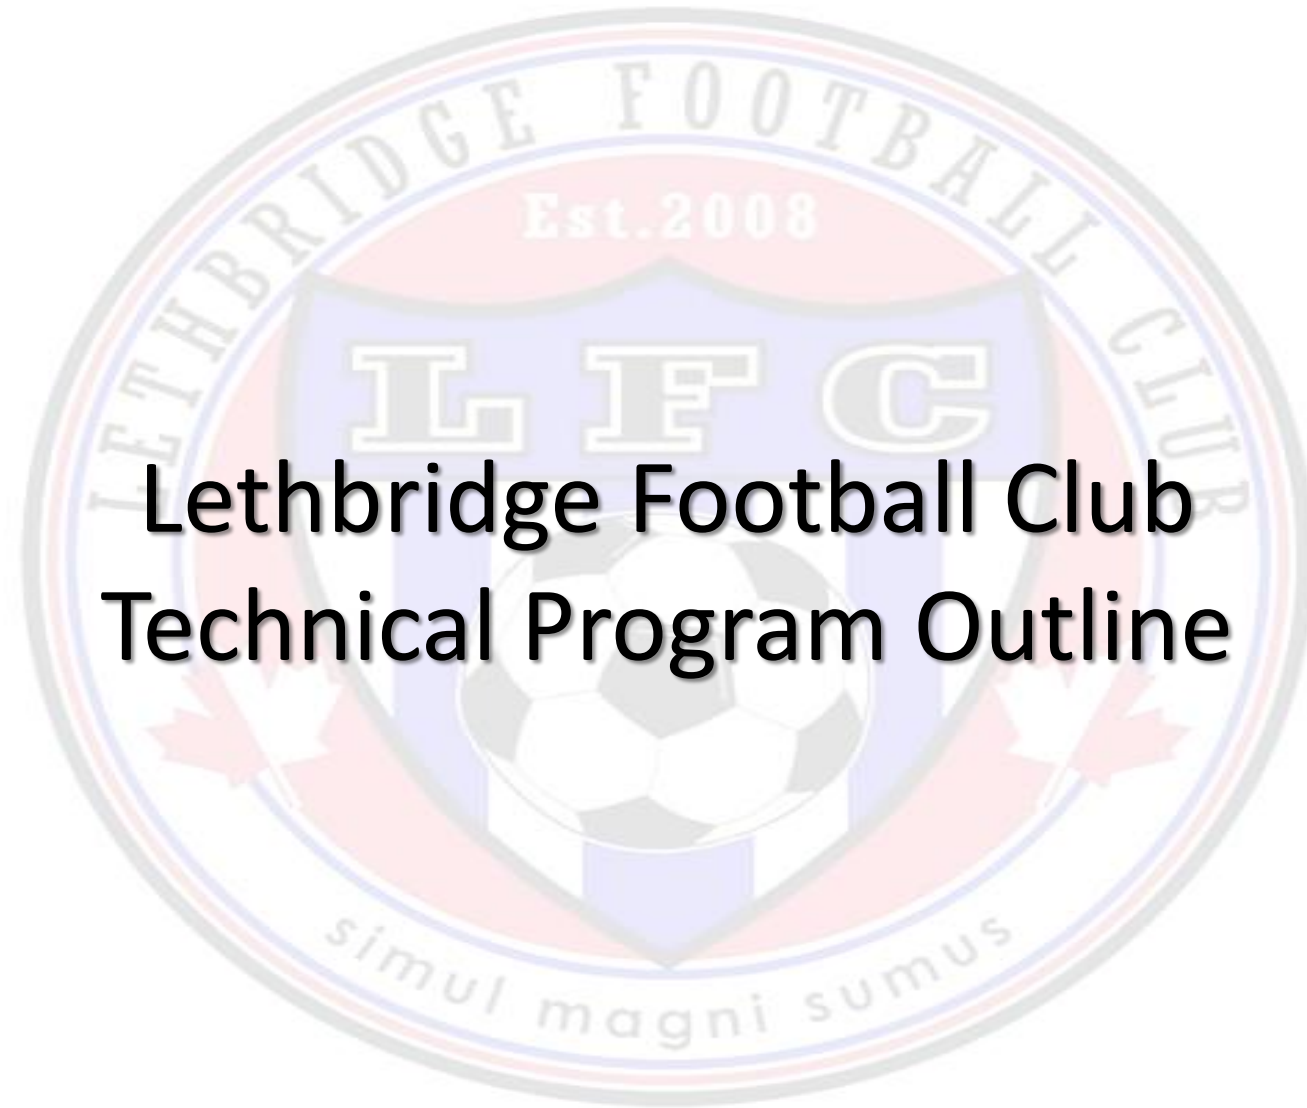 LETHBRIDGE FOOTBALL CLUB
Est.2008
LFC
Lethbridge Football Club
Technical Program Outline
simul magni sumus